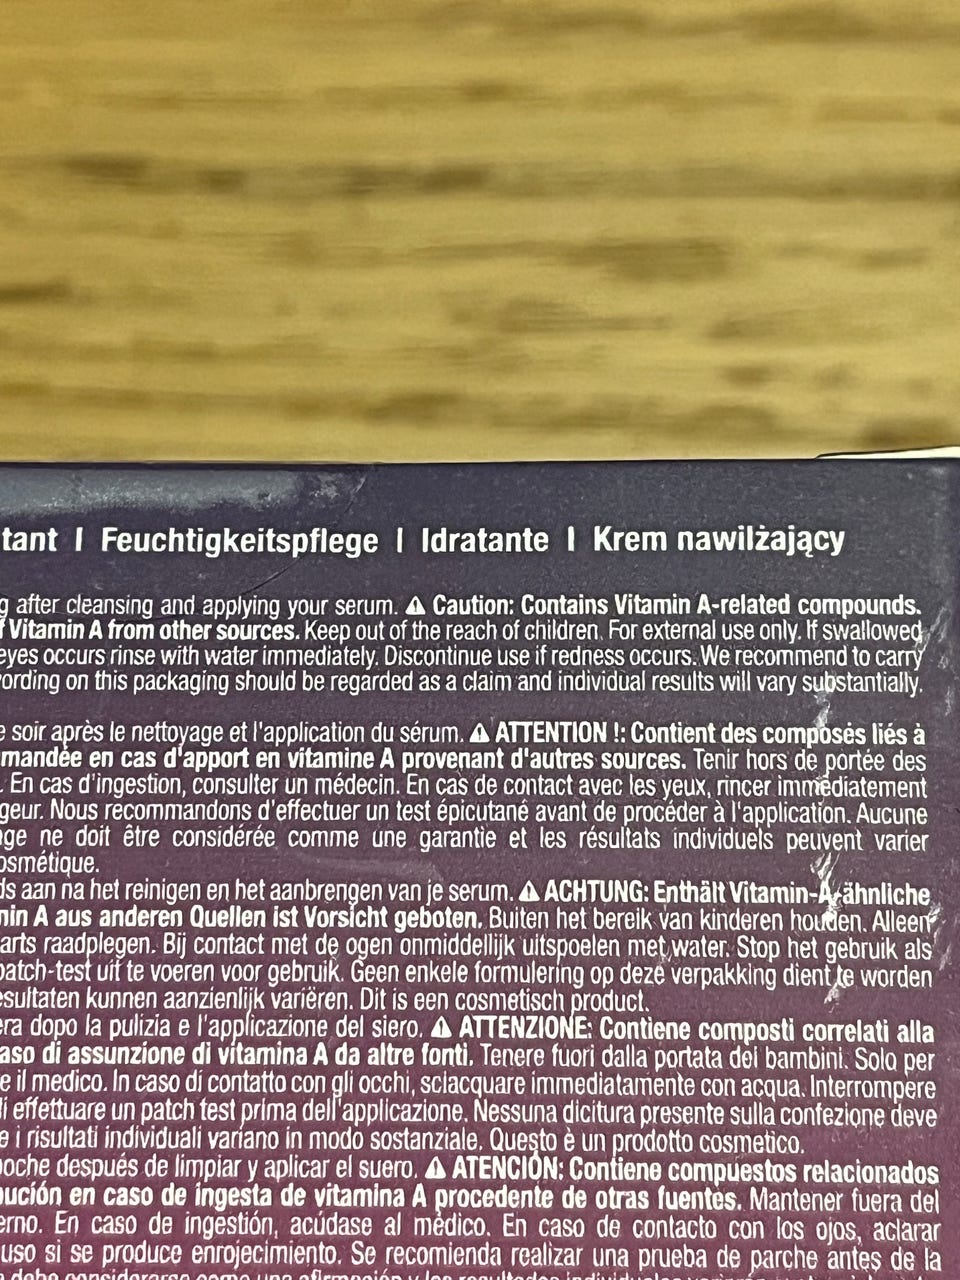 tant I Feuchtigkeitspflege I Idratante I Krem nawilżający
g after cleansing and applying your serum. ⚠ Caution: Contains Vitamin A-related compounds.
f Vitamin A from other sources. Keep out of the reach of children. For external use only. If swallowed
eyes occurs rinse with water immediately. Discontinue use if redness occurs. We recommend to carry
ording on this packaging should be regarded as a claim and individual results will vary substantially.
e soir après le nettoyage et l'application du sérum. ⚠ ATTENTION !: Contient des composés liés à
mandée en cas d'apport en vitamine A provenant d'autres sources. Tenir hors de portée des
. En cas d'ingestion, consulter un médecin. En cas de contact avec les yeux, rincer immédiatement
geur. Nous recommandons d'effectuer un test épicutané avant de procéder à l'application. Aucune
age ne doit être considérée comme une garantie et les résultats individuels peuvent varier
osmétique.
ds aan na het reinigen en het aanbrengen van je serum. ⚠ ACHTUNG: Enthält Vitamin-A-ähnliche
min A aus anderen Quellen ist Vorsicht geboten. Buiten het bereik van kinderen houden. Alleen
arts raadplegen. Bij contact met de ogen onmiddellijk uitspoelen met water. Stop het gebruik als
patch-test uit te voeren voor gebruik. Geen enkele formulering op deze verpakking dient te worden
esultaten kunnen aanzienlijk variëren. Dit is een cosmetisch product.
era dopo la pulizia e l'applicazione del siero. ⚠ ATTENZIONE: Contiene composti correlati alla
aso di assunzione di vitamina A da altre fonti. Tenere fuori dalla portata dei bambini. Solo per
e il medico. In caso di contatto con gli occhi, sciacquare immediatamente con acqua. Interrompere
di effettuare un patch test prima dell'applicazione. Nessuna dicitura presente sulla confezione deve
e i risultati individuali variano in modo sostanziale. Questo è un prodotto cosmetico.
noche después de limpiar y aplicar el suero. ⚠ ATENCIÓN: Contiene compuestos relacionados
bución en caso de ingesta de vitamina A procedente de otras fuentes. Mantener fuera del
erno. En caso de ingestión, acúdase al médico. En caso de contacto con los ojos, aclarar
uso si se produce enrojecimiento. Se recomienda realizar una prueba de parche antes de la
debe considerarse como una afirmación y los resultados individuales